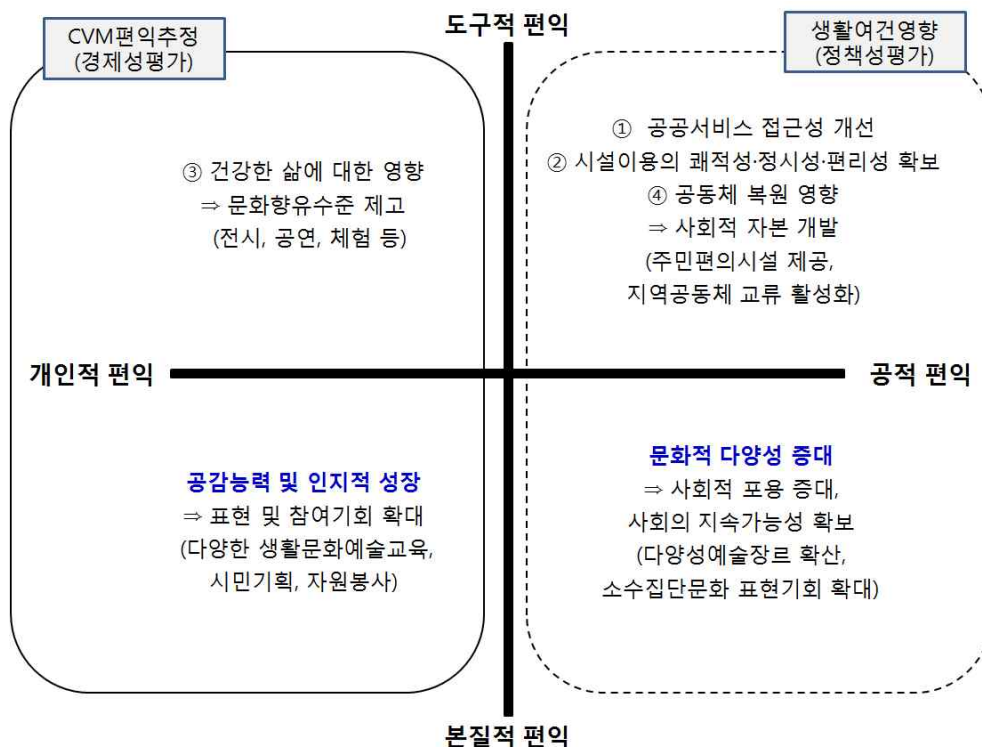 CVM편익추정
(경제성평가)
도구적 편익
생활여건영향
(정책성평가)
③ 건강한 삶에 대한 영향
⇒ 문화향유수준 제고
(전시, 공연, 체험 등)
① 공공서비스 접근성 개선
② 시설이용의 쾌적성·정시성·편리성 확보
④ 공동체 복원 영향
⇒ 사회적 자본 개발
(주민편의시설 제공,
지역공동체 교류 활성화)
개인적 편익
공적 편익
공감능력 및 인지적 성장
⇒ 표현 및 참여기회 확대
(다양한 생활문화예술교육,
시민기획, 자원봉사)
문화적 다양성 증대
⇒ 사회적 포용 증대,
사회의 지속가능성 확보
(다양성예술장르 확산,
소수집단문화 표현기회 확대)
본질적 편익